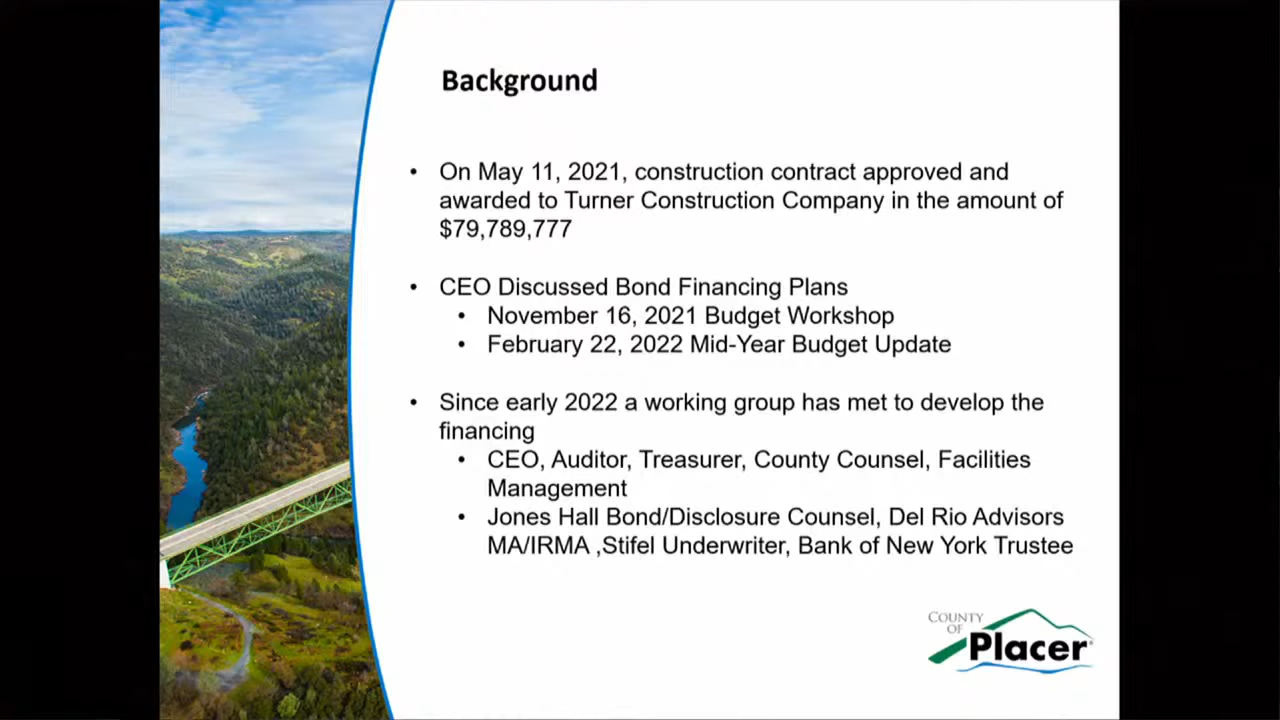 Background
• On May 11, 2021, construction contract approved and
awarded to Turner Construction Company in the amount of
$79,789,777
• CEO Discussed Bond Financing Plans
• November 16, 2021 Budget Workshop
• February 22, 2022 Mid-Year Budget Update
• Since early 2022 a working group has met to develop the
financing
• CEO, Auditor, Treasurer, County Counsel, Facilities
Management
• Jones Hall Bond/Disclosure Counsel, Del Rio Advisors
MA/IRMA ,Stifel Underwriter, Bank of New York Trustee
COUNTY
OF
Placer